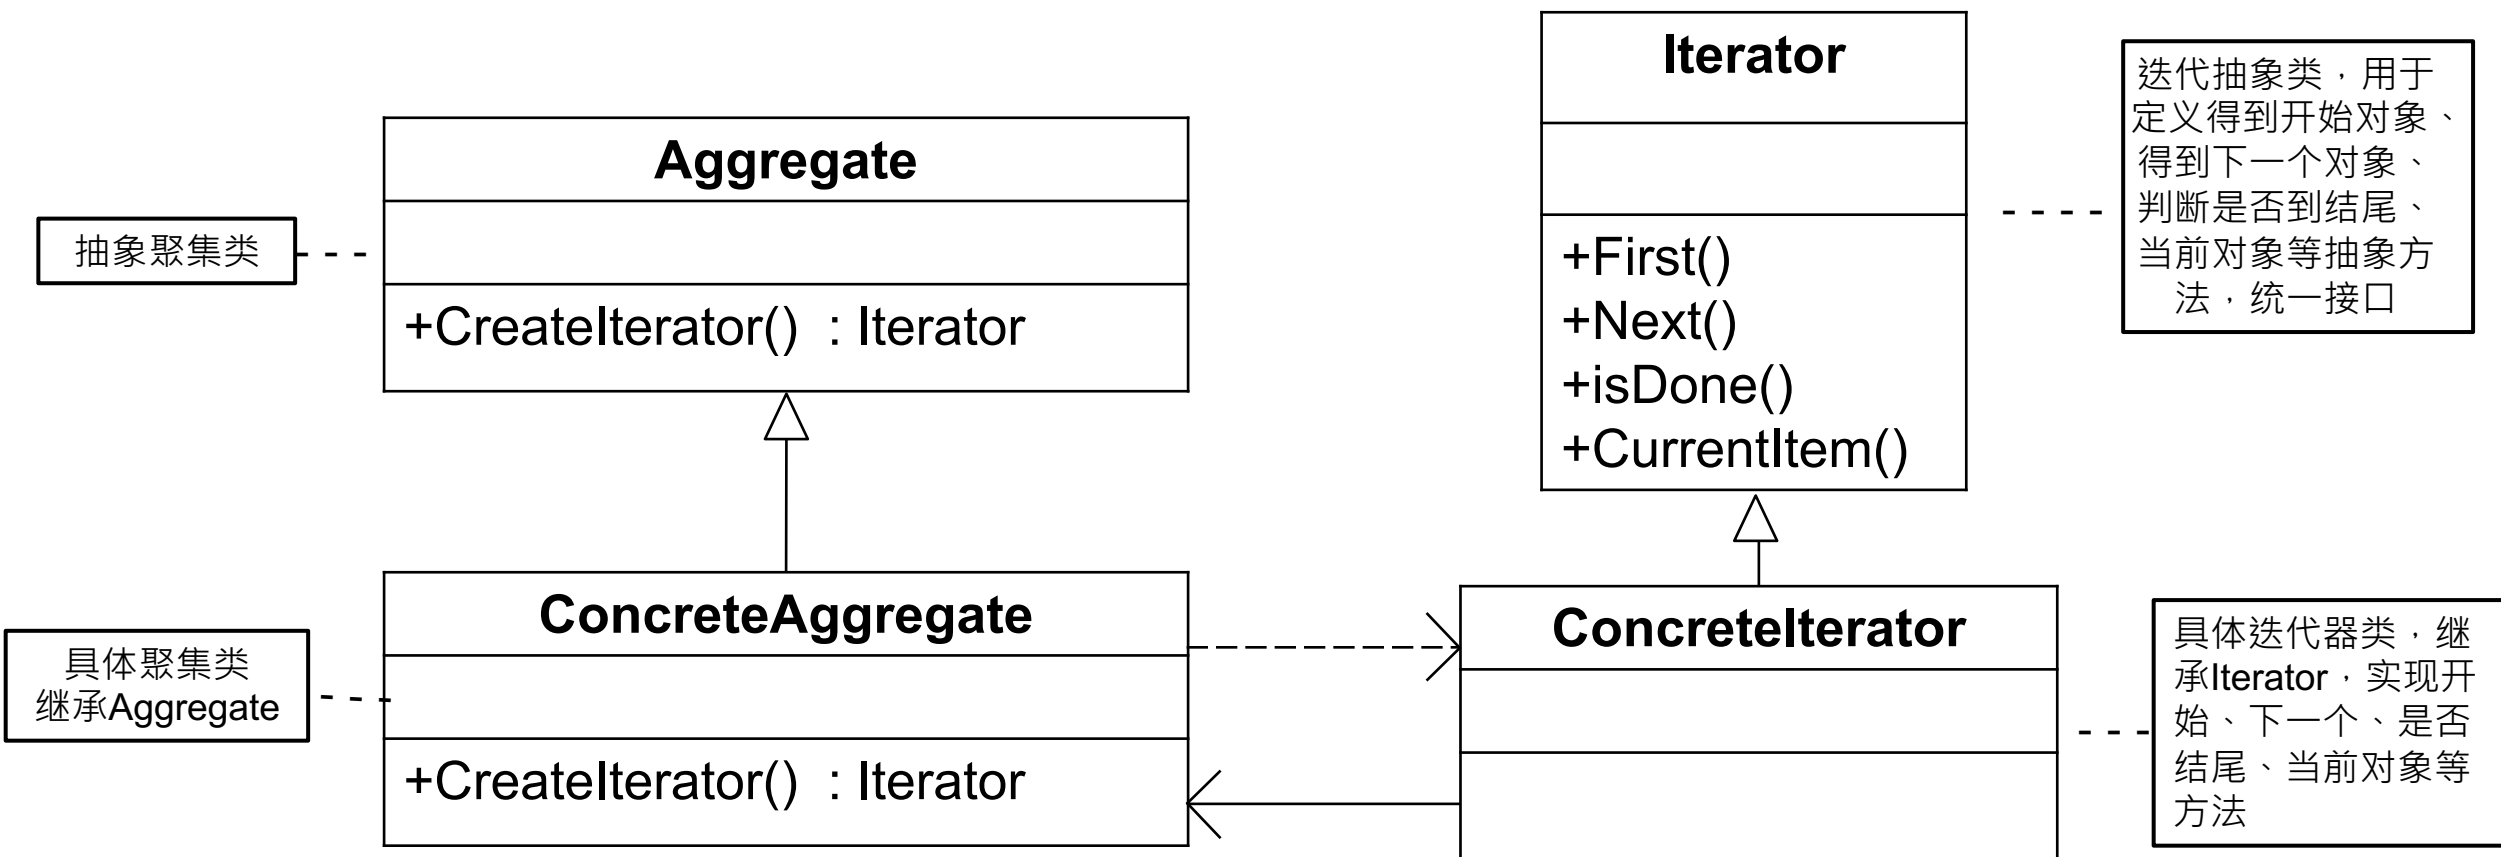 Iterator
+First()
+Next()
+isDone()
+CurrentItem()
迭代抽象类，用于
定义得到开始对象、
得到下一个对象、
判断是否到结尾、
当前对象等抽象方
法，统一接口
Aggregate
+CreateIterator() : Iterator
抽象聚集类
ConcreteAggregate
+CreateIterator() : Iterator
具体聚集类
继承Aggregate
ConcreteIterator
具体迭代器类，继
承Iterator，实现开
始、下一个、是否
结尾、当前对象等
方法